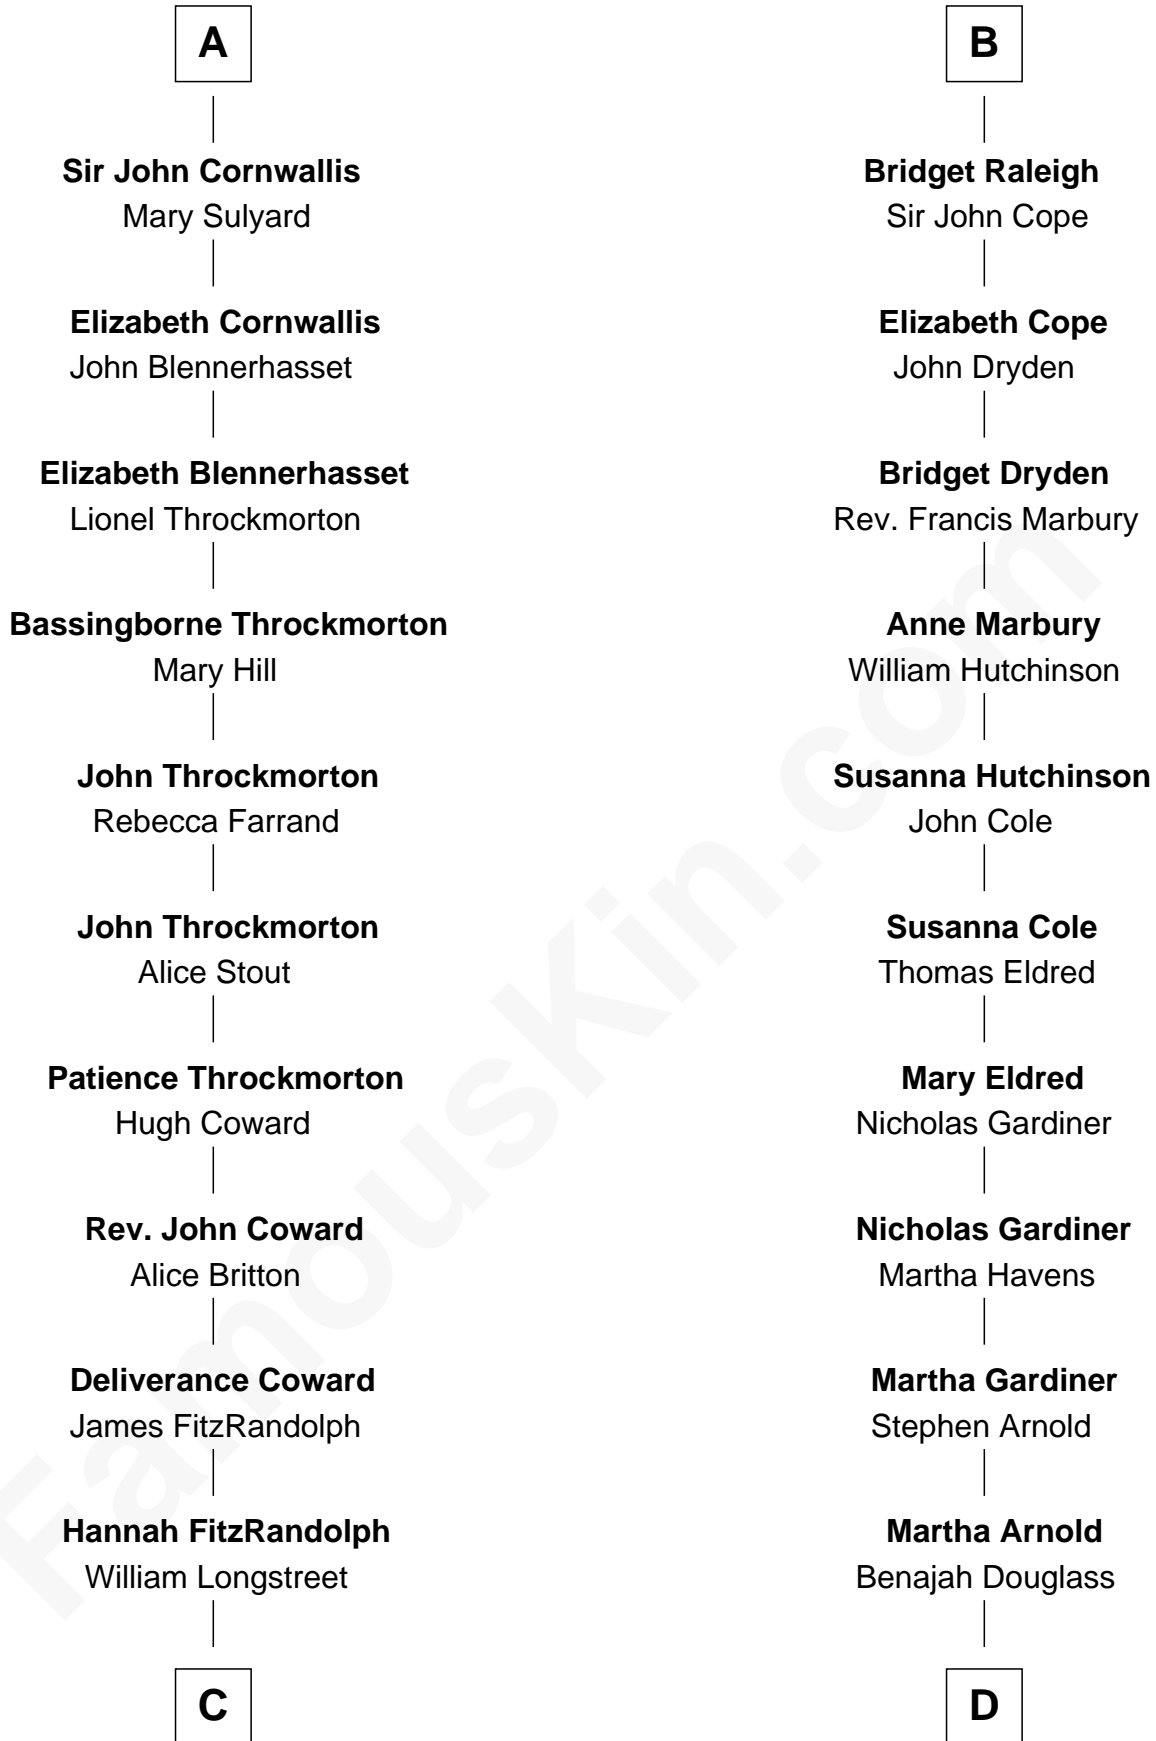 A
Sir John Cornwallis
Mary Sulyard
Elizabeth Cornwallis
John Blennerhasset
Elizabeth Blennerhasset
Lionel Throckmorton
Bassingborne Throckmorton
Mary Hill
John Throckmorton
Rebecca Farrand
John Throckmorton
Alice Stout
Patience Throckmorton
Hugh Coward
Rev. John Coward
Alice Britton
Deliverance Coward
James FitzRandolph
Hannah FitzRandolph
William Longstreet
C
B
Bridget Raleigh
Sir John Cope
Elizabeth Cope
John Dryden
Bridget Dryden
Rev. Francis Marbury
Anne Marbury
William Hutchinson
Susanna Hutchinson
John Cole
Susanna Cole
Thomas Eldred
Mary Eldred
Nicholas Gardiner
Nicholas Gardiner
Martha Havens
Martha Gardiner
Stephen Arnold
Martha Arnold
Benajah Douglass
D
FamousKin.com